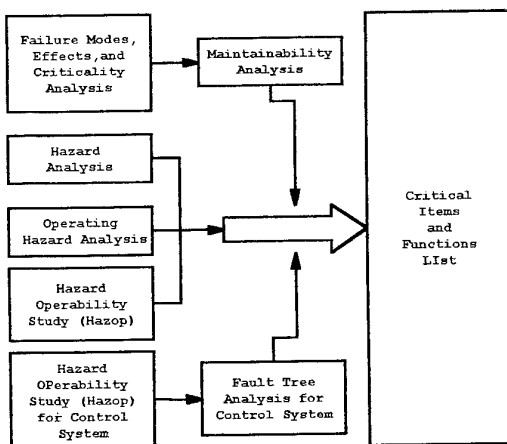 Failure Modes,
Effects,and
Criticality
Analysis
Maintainability
Analysis
Hazard
Analysis
Operating
Hazard Analysis
Hazard
Operability
Study (Hazop)
Hazard
OPerability
Study (Hazop)
for Control
System
Fault Tree
Analysis for
Control System
Critical
Items
and
Functions
LIst